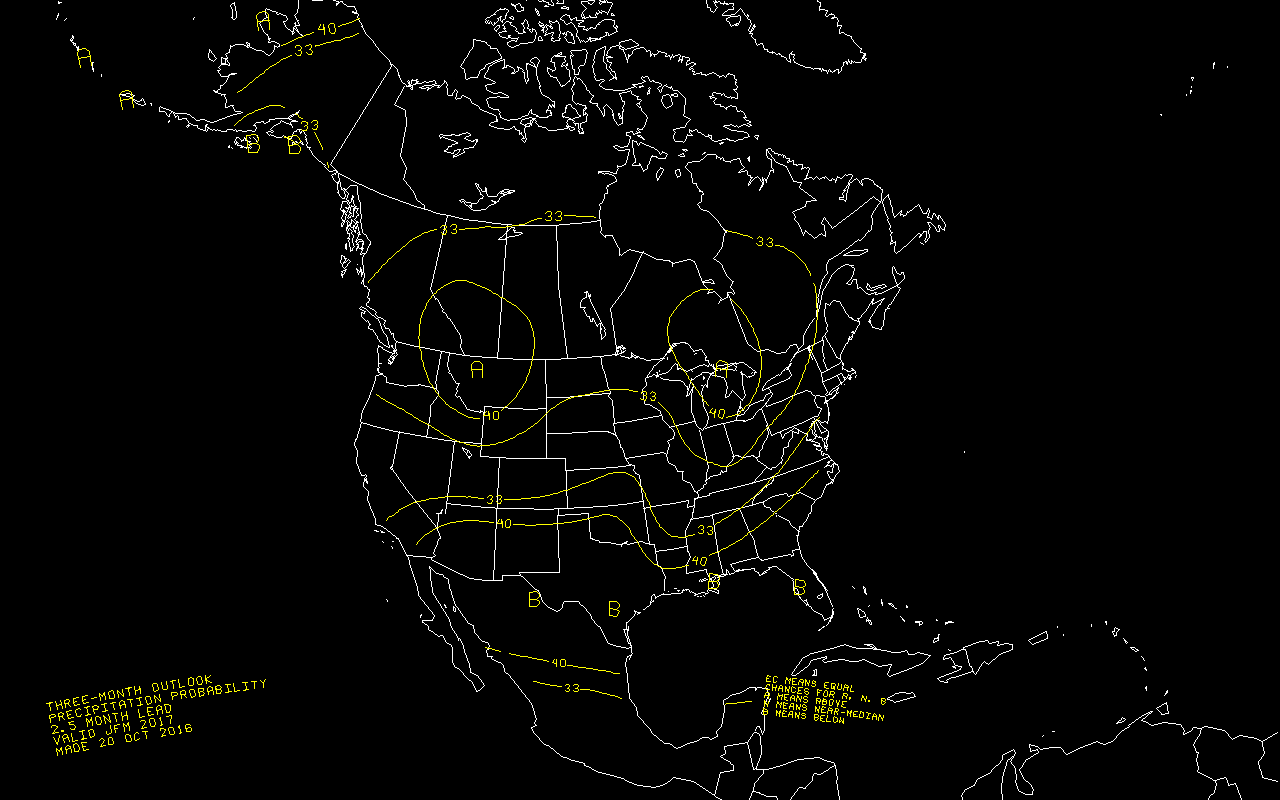 A
40
33
A
A
33
B
B
33
33
33
A
A
33
40
40
33
40
33
40
B
B
B
B
40
33
THREE-MONTH OUTLOOK
PRECIPITATION PROBABILITY
2.5 MONTH LEAD
VALID JFM 2017
MADE 20 OCT 2016
EC MEANS EQUAL
CHANCES FOR A, N, B
A MEANS ABOVE
N MEANS NEAR-MEDIAN
B MEANS BELOW